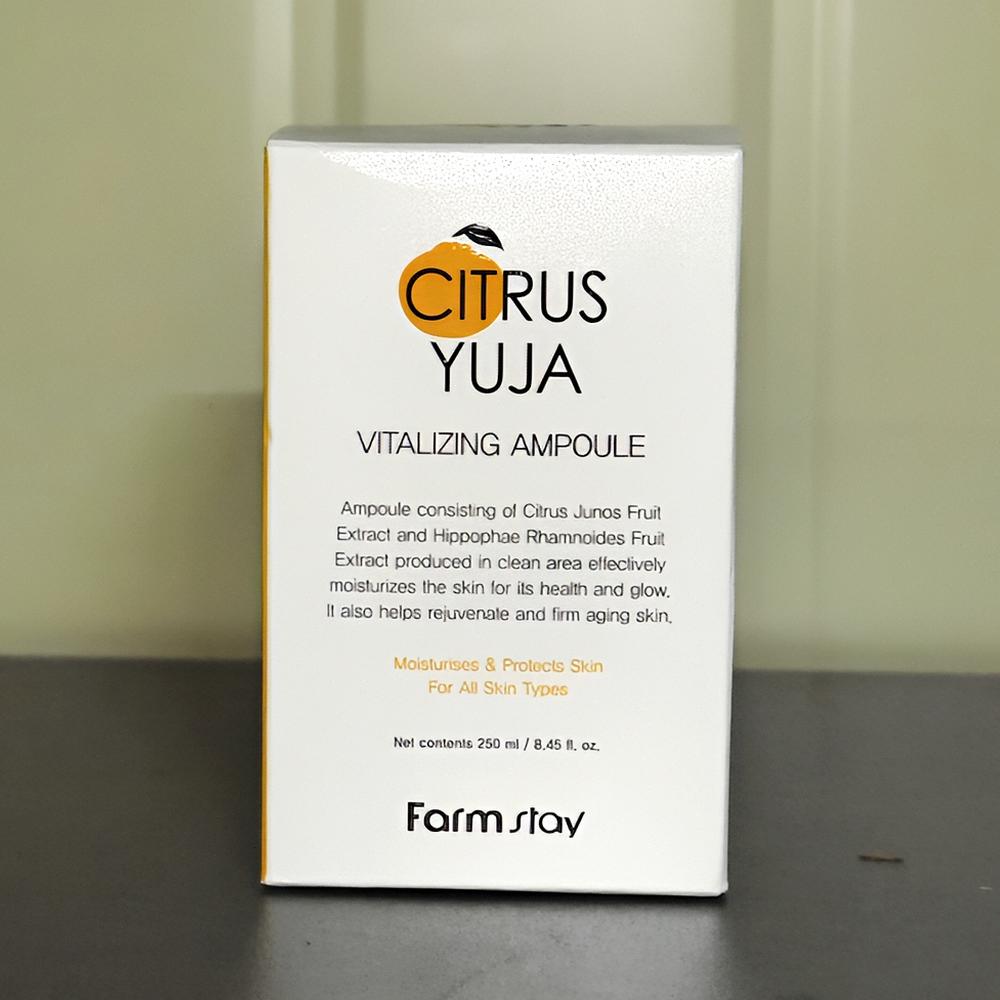 CITRUS
YUJA
VITALIZING AMPOULE
Ampoule consisting of Citrus Junos Fruit
Extract and Hippophae Rhamnoides Fruit
Extract produced in clean area effectively
moisturizes the skin for its health and glow.
It also helps rejuvenate and firm aging skin.
Moisturises & Protects Skin
For All Skin Types
Net contents 250 ml / 8.45 fl. oz.
Farm stay